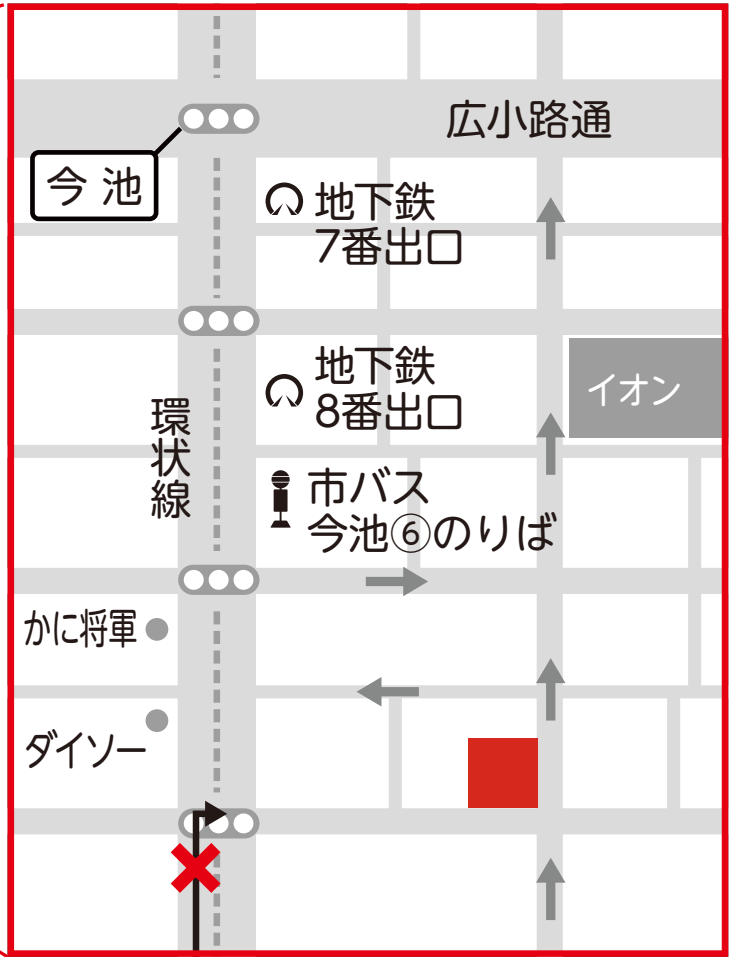 広小路通
今池
地下鉄
7番出口
地下鉄
8番出口
イオン
環状線
市バス
今池⑥のりば
かに将軍
ダイソー